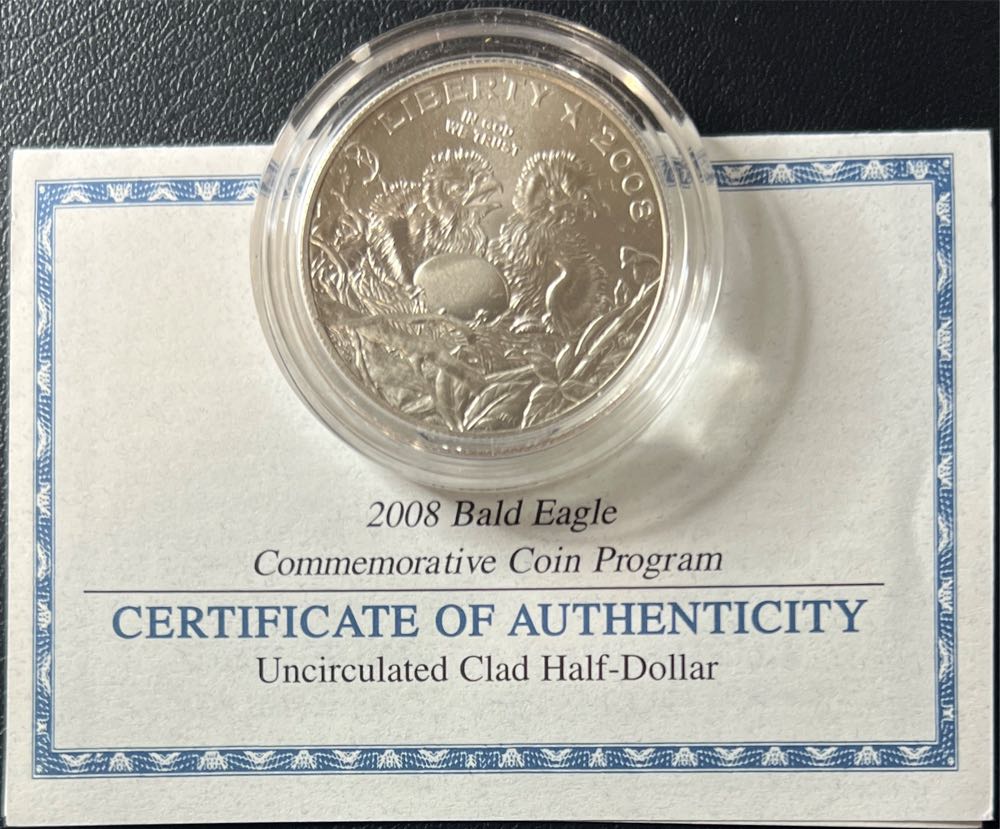 LIBERTY 2008
IN GOD
WE TRUST
2008 Bald Eagle
Commemorative Coin Program
CERTIFICATE OF AUTHENTICITY
Uncirculated Clad Half-Dollar